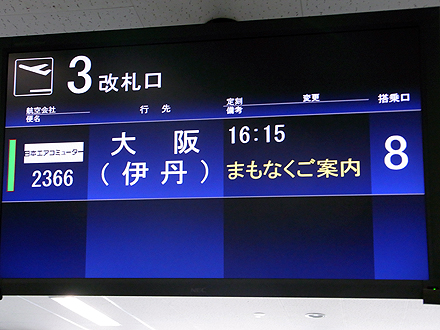 3 改札口
航空会社 行先 定刻 変更 搭乗口
便名 備考
日本エアコミューター 大阪 16:15 8
2366 (伊丹) まもなくご案内
NEC